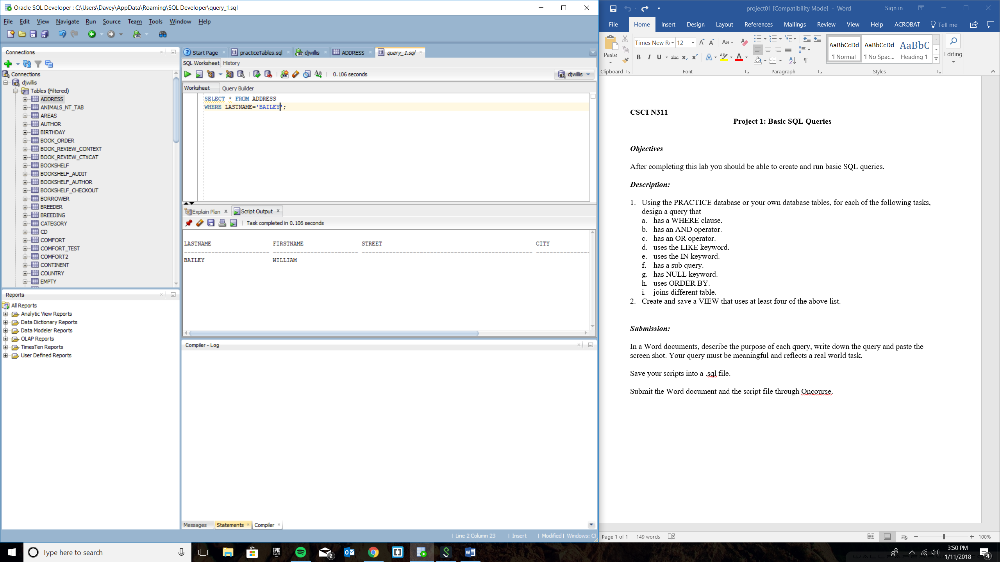 Oracle SQL Developer : C:\Users\Davey\AppData\Roaming\SQL Developer\query_1.sql
File Edit View Navigate Run Source Team Tools Window Help
Connections
Connections
djwillis
Tables (Filtered)
ADDRESS
ANIMALS_NT_TAB
AREAS
AUTHOR
BIRTHDAY
BOOK_ORDER
BOOK_REVIEW_CONTEXT
BOOK_REVIEW_CTXCAT
BOOKSHELF
BOOKSHELF_AUDIT
BOOKSHELF_AUTHOR
BOOKSHELF_CHECKOUT
BORROWER
BREEDER
BREEDING
CATEGORY
CD
COMFORT
COMFORT_TEST
COMFORT2
CONTINENT
COUNTRY
EMPTY
Reports
All Reports
Analytic View Reports
Data Dictionary Reports
Data Modeler Reports
OLAP Reports
TimesTen Reports
User Defined Reports
Start Page practiceTables.sql djwillis ADDRESS query_1.sql
SQL Worksheet History
0.106 seconds djwillis
Worksheet Query Builder
SELECT * FROM ADDRESS
WHERE LASTNAME='BAILEY';
Explain Plan Script Output
Task completed in 0.106 seconds
LASTNAME FIRSTNAME STREET CITY
BAILEY WILLIAM
Compiler - Log
Messages Statements Compiler
Line 2 Column 23 Insert Modified Windows: CF
project01 [Compatibility Mode] - Word Sign in
File Home Insert Design Layout References Mailings Review View Help ACROBAT Tell me
Paste Times New R 12 Aa
B I U abc X₂ X² A A
AaBbCcDd AaBbCcDd AaBbC
¶ Normal ¶ No Spac... Heading 1
Editing
Clipboard Font Paragraph Styles
CSCI N311
Project 1: Basic SQL Queries
Objectives
After completing this lab you should be able to create and run basic SQL queries.
Description:
1. Using the PRACTICE database or your own database tables, for each of the following tasks,
design a query that
a. has a WHERE clause.
b. has an AND operator.
c. has an OR operator.
d. uses the LIKE keyword.
e. uses the IN keyword.
f. has a sub query.
g. has NULL keyword.
h. uses ORDER BY.
i. joins different table.
2. Create and save a VIEW that uses at least four of the above list.
Submission:
In a Word documents, describe the purpose of each query, write down the query and paste the
screen shot. Your query must be meaningful and reflects a real world task.
Save your scripts into a .sql file.
Submit the Word document and the script file through Oncourse.
Page 1 of 1 149 words 100%
Type here to search
EPIC GAMES
2
3:50 PM
1/11/2018
4